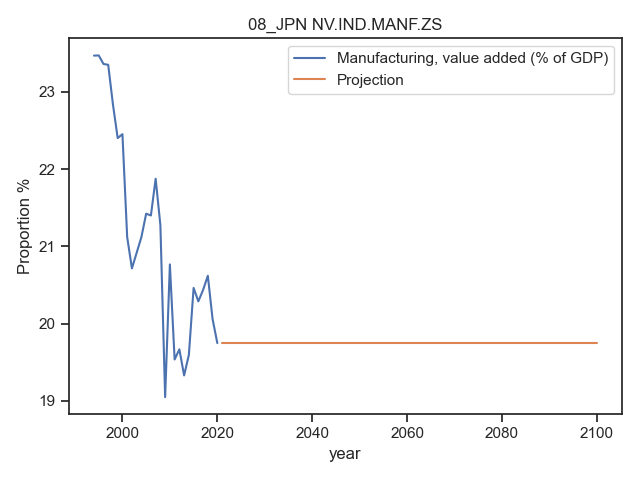 08_JPN NV.IND.MANF.ZS
Manufacturing, value added (% of GDP)
Projection
Proportion %
23
22
21
20
19
2000
2020
2040
2060
2080
2100
year